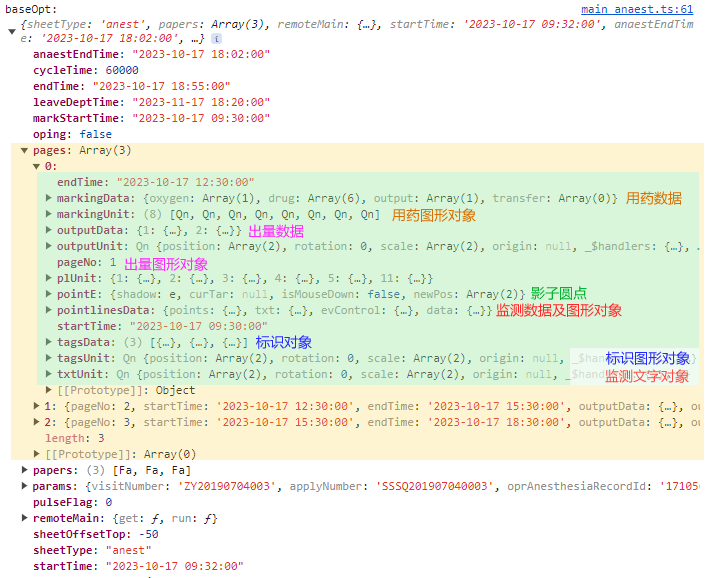 baseOpt: main anaest.ts:61
{sheetType: 'anest', papers: Array(3), remoteMain: {…}, startTime: '2023-10-17 09:32:00', anaestEndTim
e: '2023-10-17 18:02:00', …} i
anaestEndTime: "2023-10-17 18:02:00"
cycleTime: 60000
endTime: "2023-10-17 18:55:00"
leaveDeptTime: "2023-11-17 18:20:00"
markStartTime: "2023-10-17 09:30:00"
oping: false
pages: Array(3)
0:
endTime: "2023-10-17 12:30:00"
markingData: {oxygen: Array(1), drug: Array(6), output: Array(1), transfer: Array(0)} 用药数据
markingUnit: (8) [Qn, Qn, Qn, Qn, Qn, Qn, Qn, Qn] 用药图形对象
outputData: {1: {…}, 2: {…}} 出量数据
outputUnit: Qn {position: Array(2), rotation: 0, scale: Array(2), origin: null, _$handlers: {…}, …
pageNo: 1 出量图形对象
plUnit: {1: {…}, 2: {…}, 3: {…}, 4: {…}, 5: {…}, 11: {…}}
pointE: {shadow: e, curTar: null, isMouseDown: false, newPos: Array(2)} 影子圆点
pointlinesData: {points: {…}, txt: {…}, evControl: {…}, data: {…}} 监测数据及图形对象
startTime: "2023-10-17 09:30:00"
tagsData: (3) [{…}, {…}, {…}] 标识对象
tagsUnit: Qn {position: Array(2), rotation: 0, scale: Array(2), origin: null, _$hand 标识图形对象
txtUnit: Qn {position: Array(2), rotation: 0, scale: Array(2), origin: null, _$hand 监测文字对象
[[Prototype]]: Object
1: {pageNo: 2, startTime: '2023-10-17 12:30:00', endTime: '2023-10-17 15:30:00', outputData: {…}, ou
2: {pageNo: 3, startTime: '2023-10-17 15:30:00', endTime: '2023-10-17 18:30:00', outputData: {…}, ou
length: 3
[[Prototype]]: Array(0)
papers: (3) [Fa, Fa, Fa]
params: {visitNumber: 'ZY20190704003', applyNumber: 'SSSQ201907040003', oprAnesthesiaRecordId: '17105
pulseFlag: 0
remoteMain: {get: ƒ, run: ƒ}
sheetOffsetTop: -50
sheetType: "anest"
startTime: "2023-10-17 09:32:00"